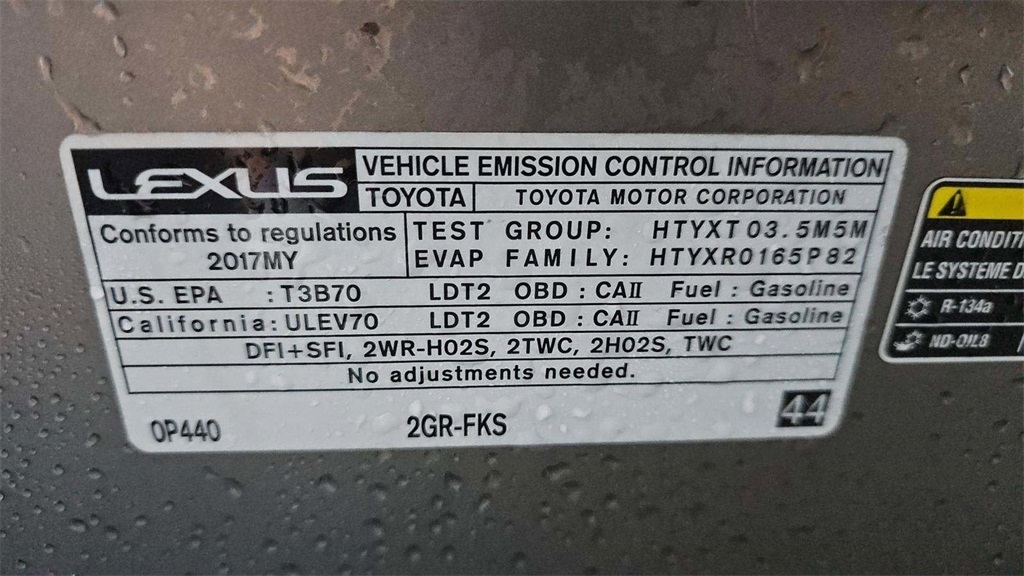 LEXUS
VEHICLE EMISSION CONTROL INFORMATION
TOYOTA TOYOTA MOTOR CORPORATION
Conforms to regulations
2017MY
TEST GROUP: HTYXT03.5M5M
EVAP FAMILY: HTYXR0165P82
U.S. EPA : T3B70 LDT2 OBD : CAII Fuel : Gasoline
California : ULEV70 LDT2 OBD : CAII Fuel : Gasoline
DFI+SFI, 2WR-HO2S, 2TWC, 2HO2S, TWC
No adjustments needed.
0P440 2GR-FKS 44
AIR CONDITI
LE SYSTEME D
R-134a
ND-OIL8